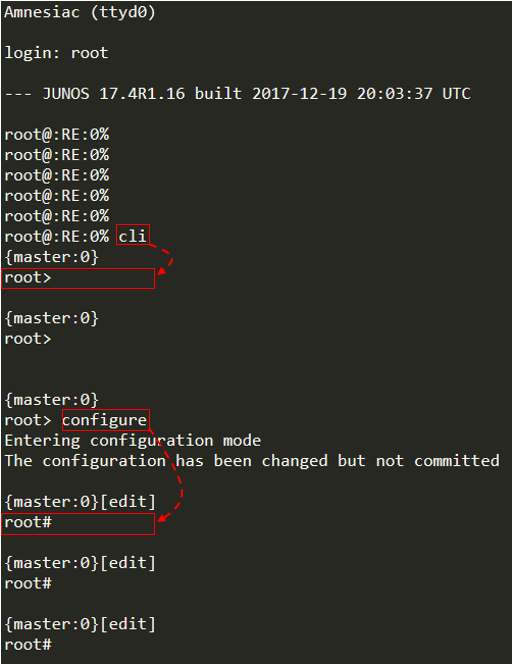 Amnesiac (ttyd0)
login: root
--- JUNOS 17.4R1.16 built 2017-12-19 20:03:37 UTC
root@:RE:0%
root@:RE:0%
root@:RE:0%
root@:RE:0%
root@:RE:0%
root@:RE:0% cli
{master:0}
root>
{master:0}
root>
{master:0}
root> configure
Entering configuration mode
The configuration has been changed but not committed
{master:0}[edit]
root#
{master:0}[edit]
root#
{master:0}[edit]
root#